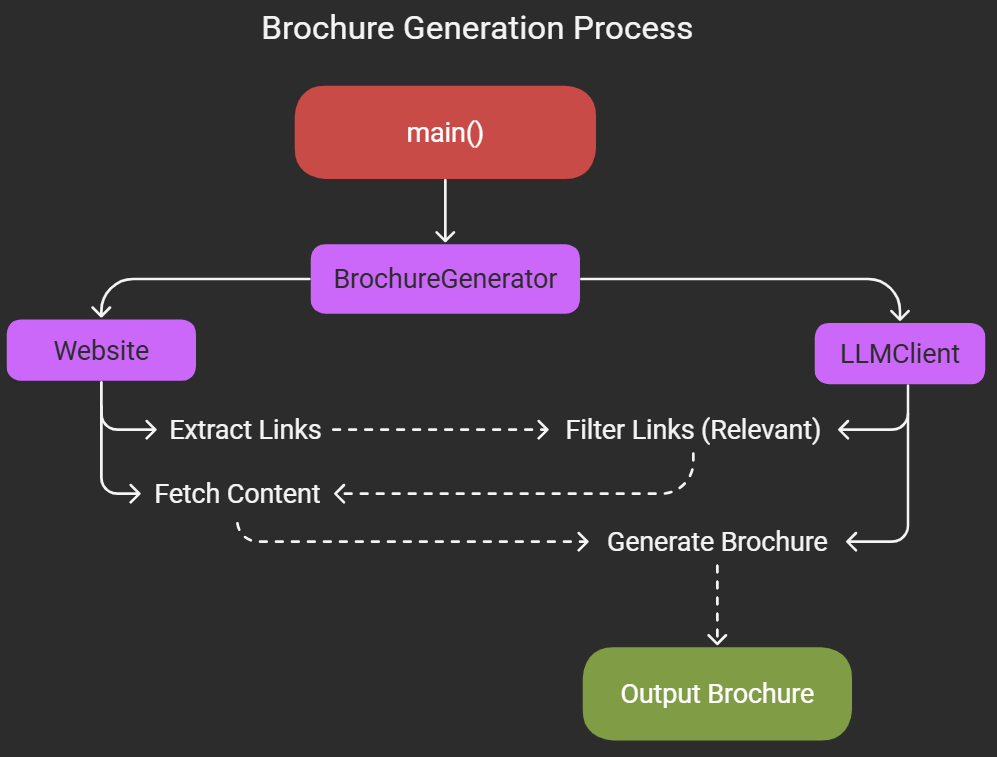 Brochure Generation Process
main()
BrochureGenerator
Website
LLMClient
Extract Links
Filter Links (Relevant)
Fetch Content
Generate Brochure
Output Brochure